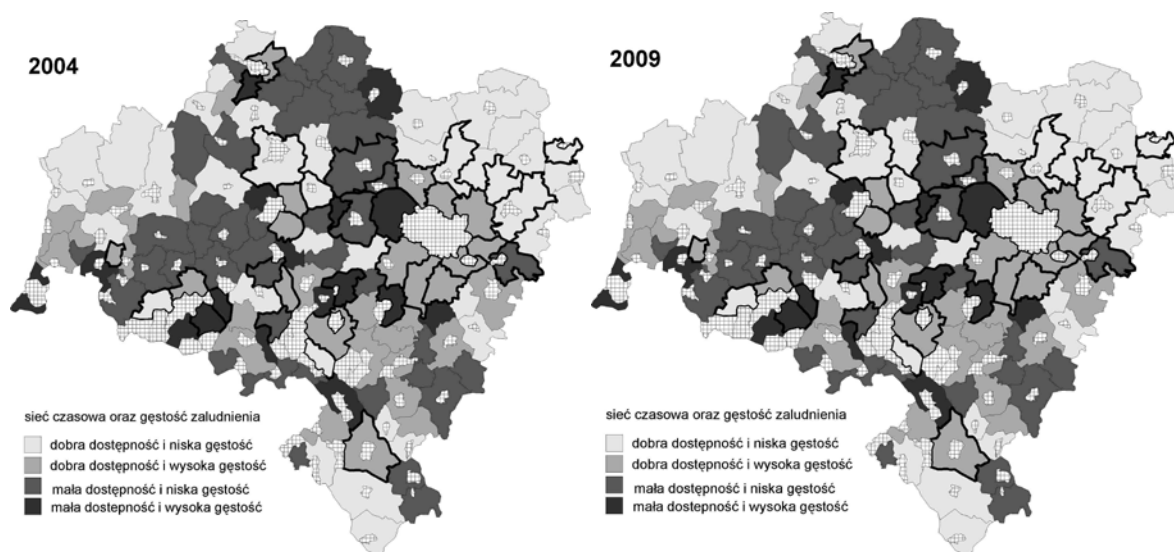 2004
sieć czasowa oraz gęstość zaludnienia
dobra dostępność i niska gęstość
dobra dostępność i wysoka gęstość
mała dostępność i niska gęstość
mała dostepność i wysoka gęstość
2009
sieć czasowa oraz gęstość zaludnienia
dobra dostępność i niska gęstość
dobra dostępność i wysoka gęstość
mała dostępność i niska gęstość
mała dostępność i wysoka gęstość